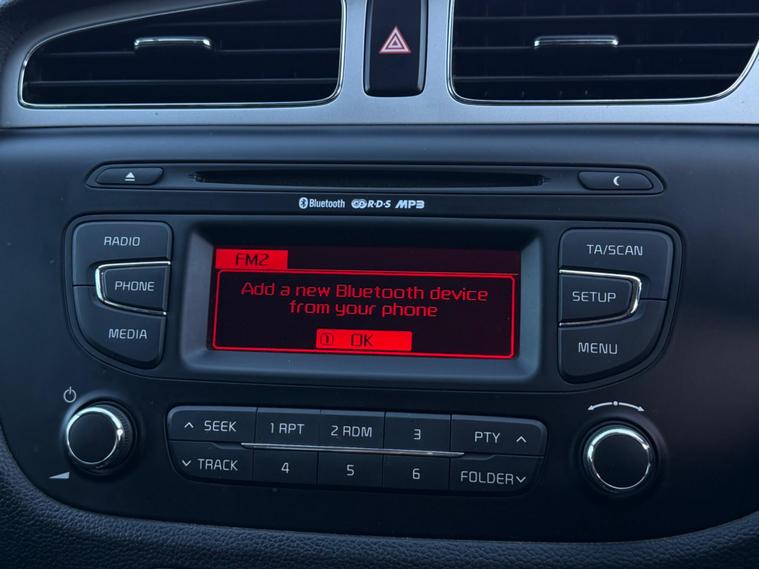 Bluetooth R·D·S MP3
RADIO
PHONE
MEDIA
FM2
Add a new Bluetooth device
from your phone
① OK
TA/SCAN
SETUP
MENU
SEEK 1 RPT 2 RDM 3 PTY
TRACK 4 5 6 FOLDER